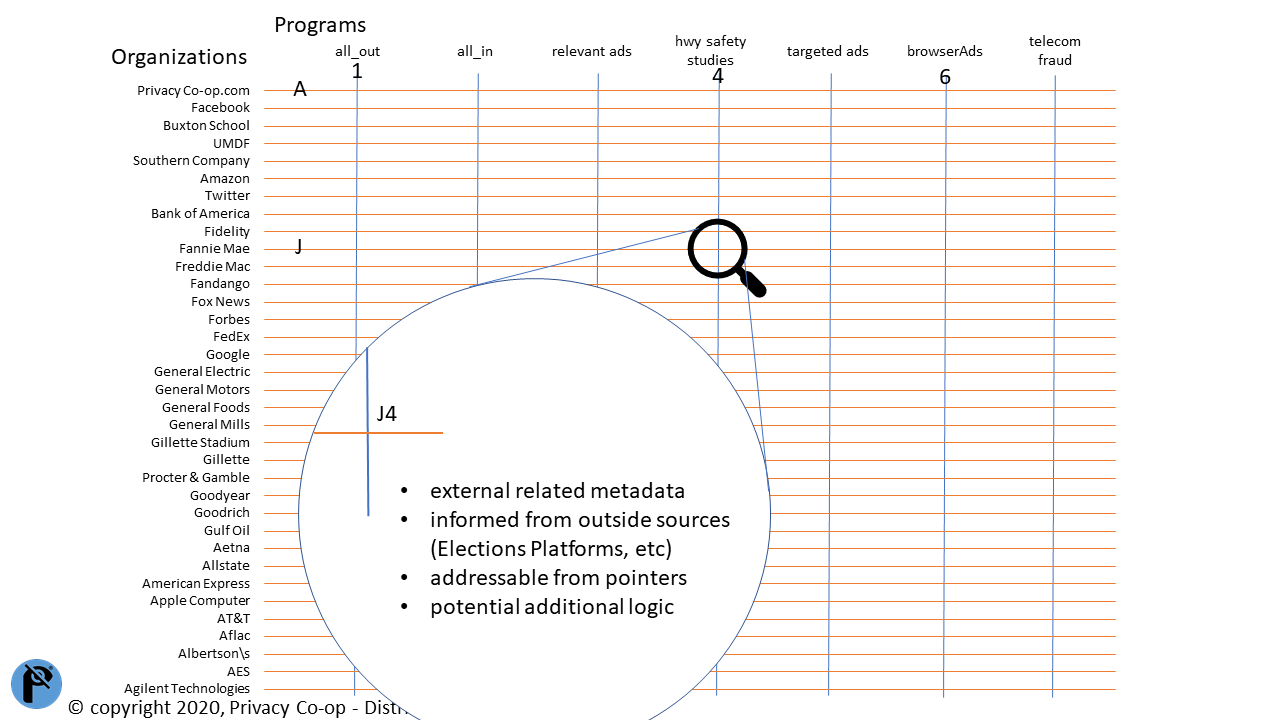 Programs
Organizations
all_out
all_in
relevant ads
hwy safety
studies
targeted ads
browserAds
telecom
fraud
1
4
6
Privacy Co-op.com
A
Facebook
Buxton School
UMDF
Southern Company
Amazon
Twitter
Bank of America
Fidelity
Fannie Mae
J
Freddie Mac
Fandango
Fox News
Forbes
FedEx
Google
General Electric
General Motors
General Foods
General Mills
Gillette Stadium
Gillette
Procter & Gamble
Goodyear
Goodrich
Gulf Oil
Aetna
Allstate
American Express
Apple Computer
AT&T
Aflac
Albertson\s
AES
Agilent Technologies
J4
• external related metadata
• informed from outside sources
(Elections Platforms, etc)
• addressable from pointers
• potential additional logic
© copyright 2020, Privacy Co-op -